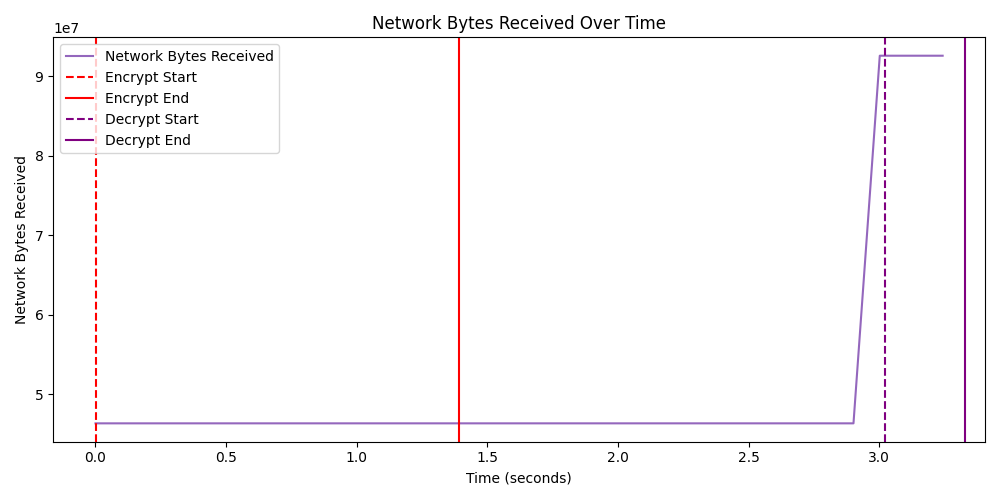 Network Bytes Received Over Time
1e7
Network Bytes Received
Encrypt Start
Encrypt End
Decrypt Start
Decrypt End
9
8
7
6
5
Network Bytes Received
0.0 0.5 1.0 1.5 2.0 2.5 3.0
Time (seconds)